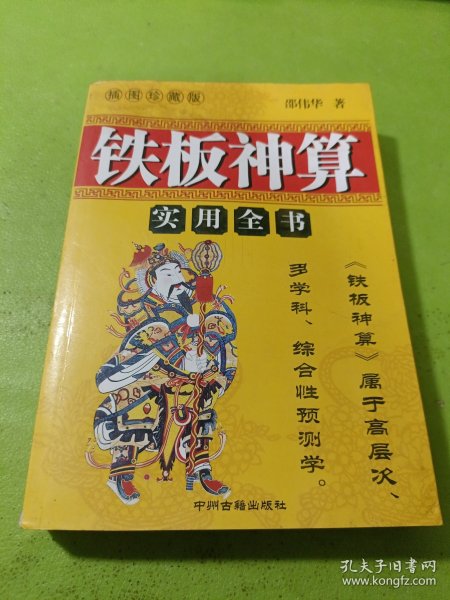 插图珍藏版
邵伟华 著
铁板神算
实用全书
《铁板神算》属于高层次、
多学科、综合性预测学。
中州古籍出版社
孔夫子旧书网
www.kongfz.com